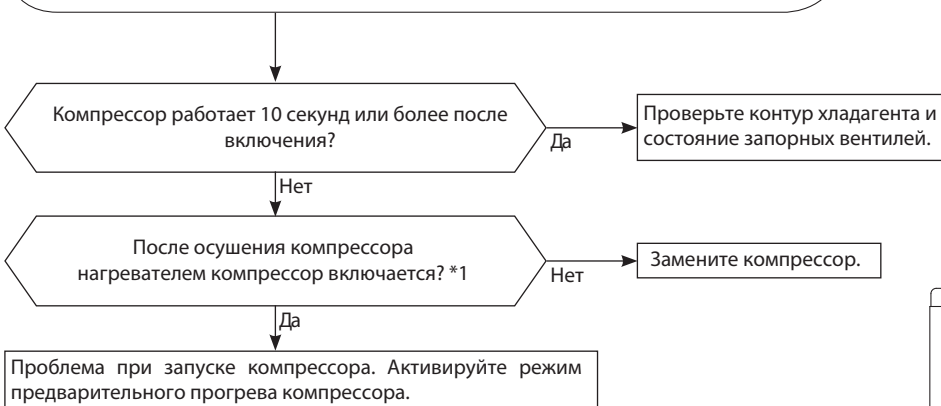 Компрессор работает 10 секунд или более после
включения?
Да
Проверьте контур хладагента и
состояние запорных вентилей.
Нет
После осушения компрессора
нагревателем компрессор включается? *1
Нет
Замените компрессор.
Да
Проблема при запуске компрессора. Активируйте режим
предварительного прогрева компрессора.